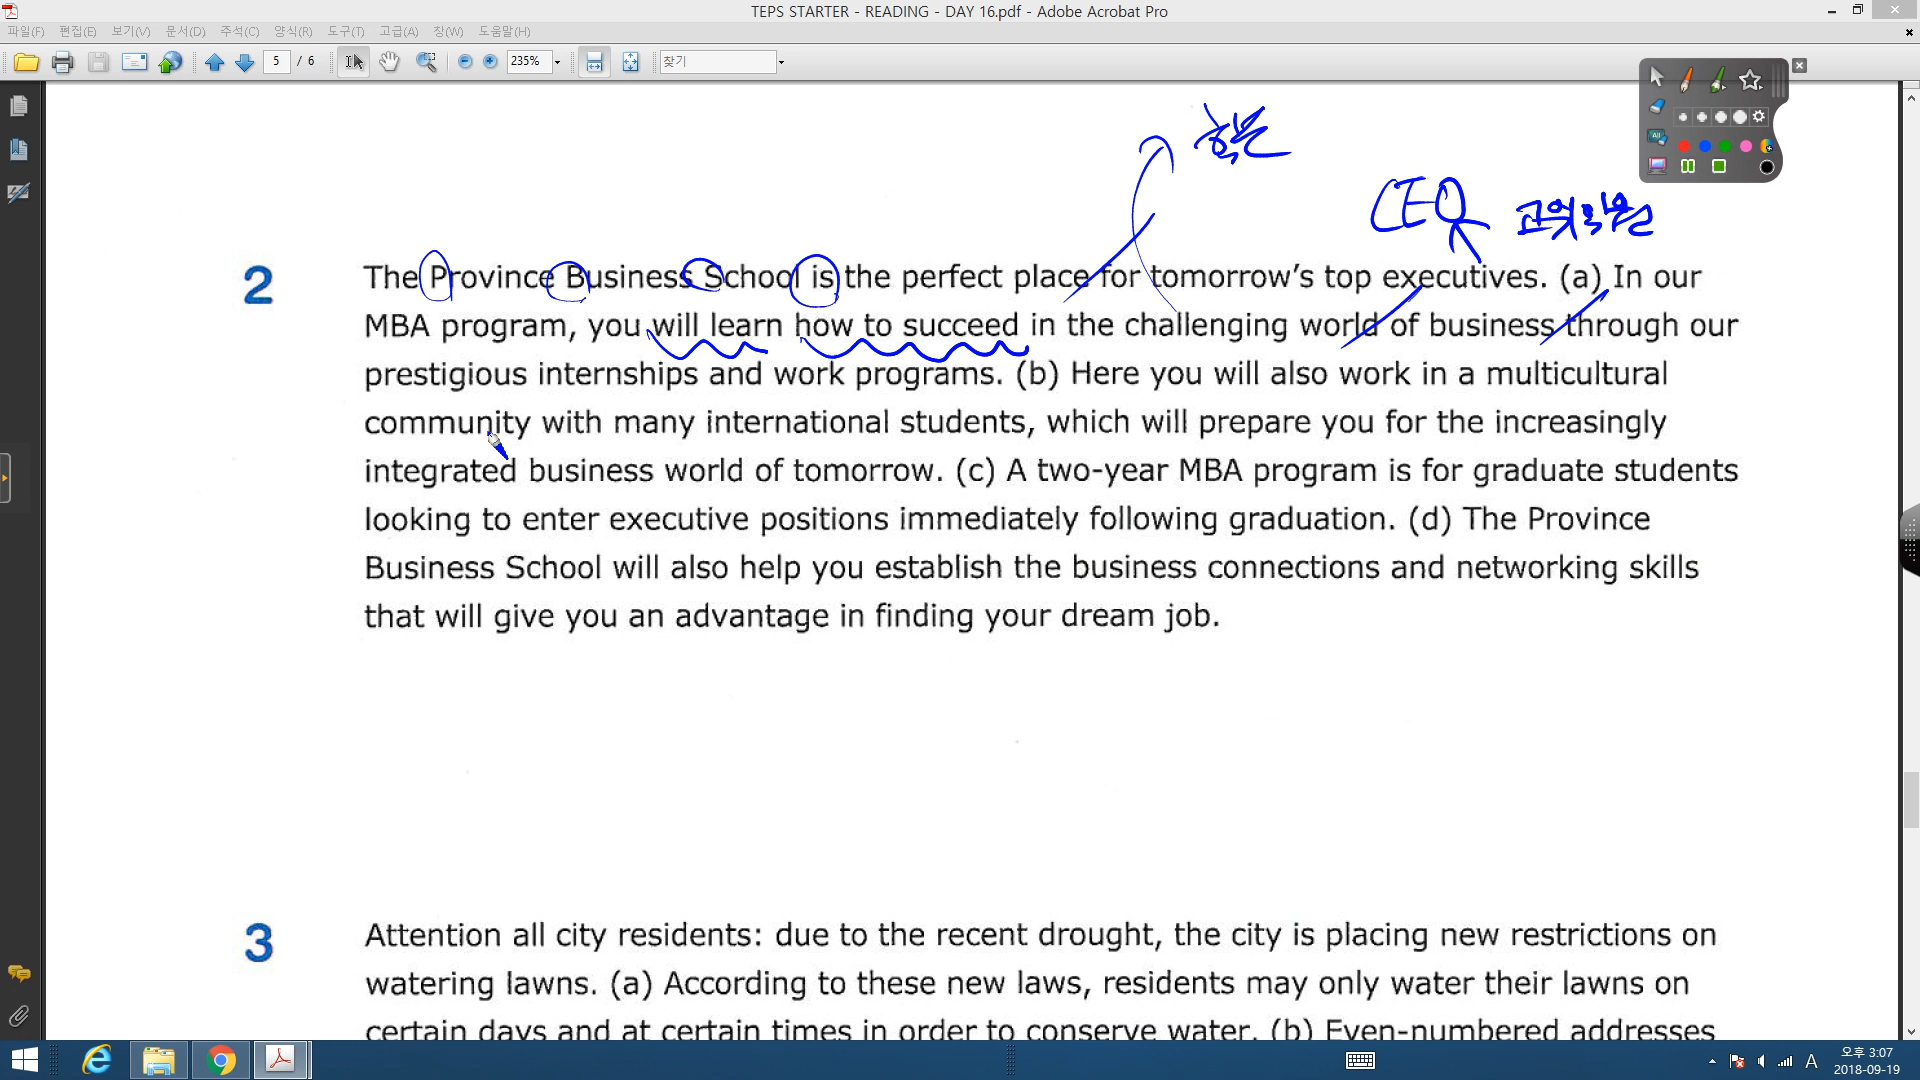 TEPS STARTER - READING - DAY 16.pdf - Adobe Acrobat Pro
파일(F) 편집(E) 보기(V) 문서(D) 주석(C) 양식(R) 도구(T) 고급(A) 창(W) 도움말(H)
5 / 6 235% 찾기
CEO
2 The Province Business School is the perfect place for tomorrow's top executives. (a) In our
MBA program, you will learn how to succeed in the challenging world of business through our
prestigious internships and work programs. (b) Here you will also work in a multicultural
community with many international students, which will prepare you for the increasingly
integrated business world of tomorrow. (c) A two-year MBA program is for graduate students
looking to enter executive positions immediately following graduation. (d) The Province
Business School will also help you establish the business connections and networking skills
that will give you an advantage in finding your dream job.
3 Attention all city residents: due to the recent drought, the city is placing new restrictions on
watering lawns. (a) According to these new laws, residents may only water their lawns on
certain days and at certain times in order to conserve water. (b) Even-numbered addresses
A 오후 3:07
2018-09-19